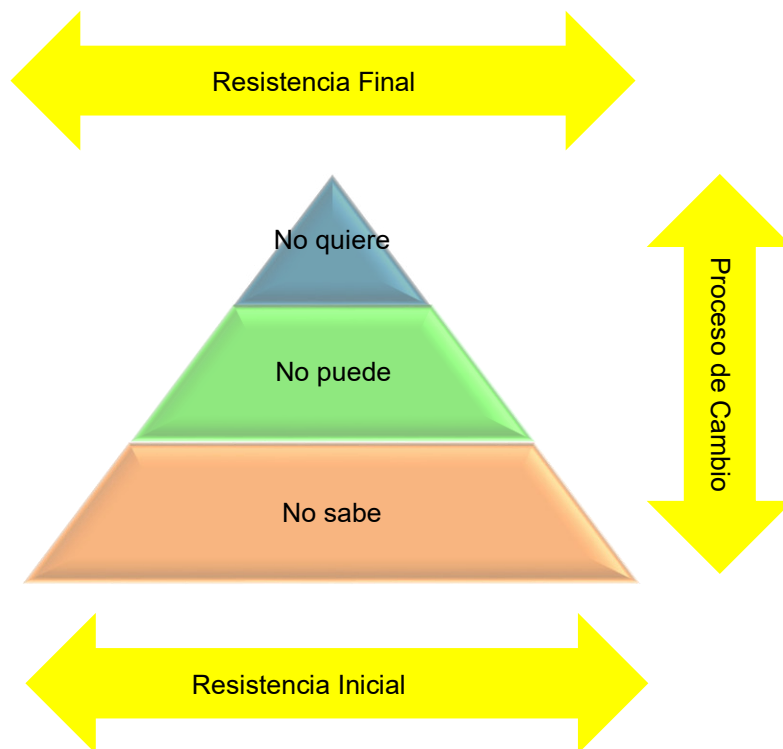 Resistencia Final
No quiere
No puede
No sabe
Proceso de Cambio
Resistencia Inicial